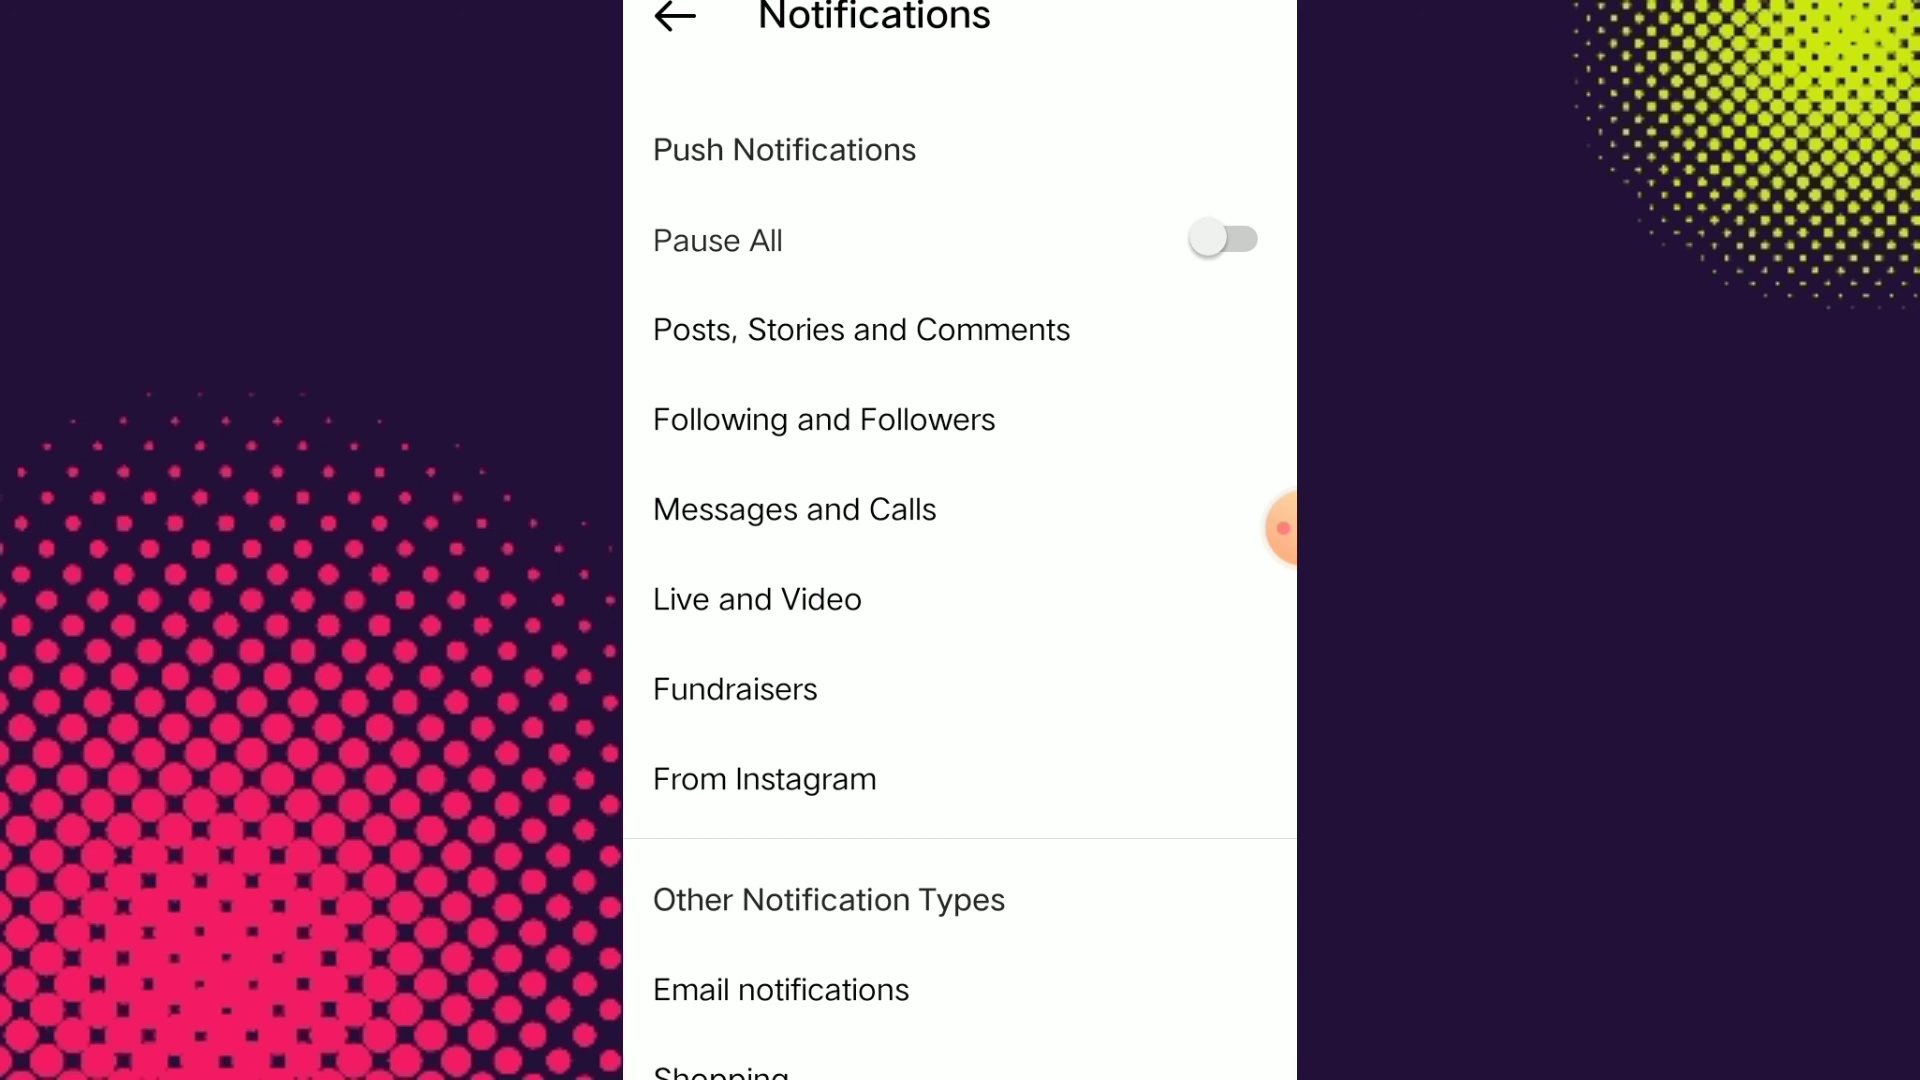 Notifications
Push Notifications
Pause All
Posts, Stories and Comments
Following and Followers
Messages and Calls
Live and Video
Fundraisers
From Instagram
Other Notification Types
Email notifications
Shopping